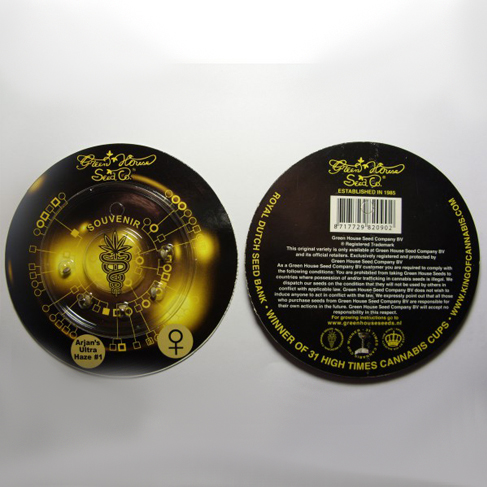 Green House
Seed Co.®
SOUVENIR
Arjan's
Ultra
Haze #1
♀
Green House
Seed Co.®
ESTABLISHED IN 1985
8 717729 820902
Green House Seed Company BV
® Registered Trademark
This original variety is only available at Green House Seed Company BV
and its official retailers. Exclusively registered and protected by
Green House Seed Company BV.
As a Green House Seed Company BV customer you are required to comply with
the following conditions: You are prohibited from taking Green House Seeds to
countries where possession of and/or trafficking in cannabis seeds is illegal. We
dispatch our seeds on the condition that they will not be used by others in
conflict with applicable law. Green House Seed Company BV does not wish to
induce anyone to act in conflict with the law. We expressly point out that all those
who purchase seeds from Green House Seed Company BV are responsible for
their own actions in the future. Green House Seed Company BV will accept no
responsibility in this respect.
For growing instructions go to
www.greenhouseseeds.nl
ROYAL DUTCH SEED BANK • WINNER OF 31 HIGH TIMES CANNABIS CUPS • WWW.KINGOFCANNABIS.COM